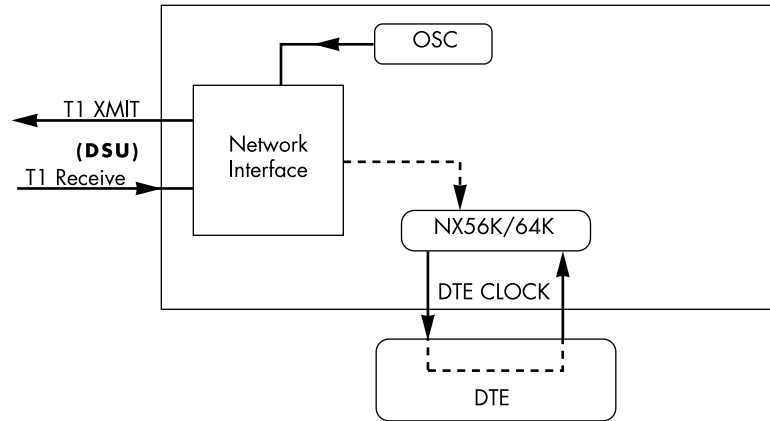 OSC
T1 XMIT
(DSU)
T1 Receive
Network
Interface
NX56K/64K
DTE CLOCK
DTE